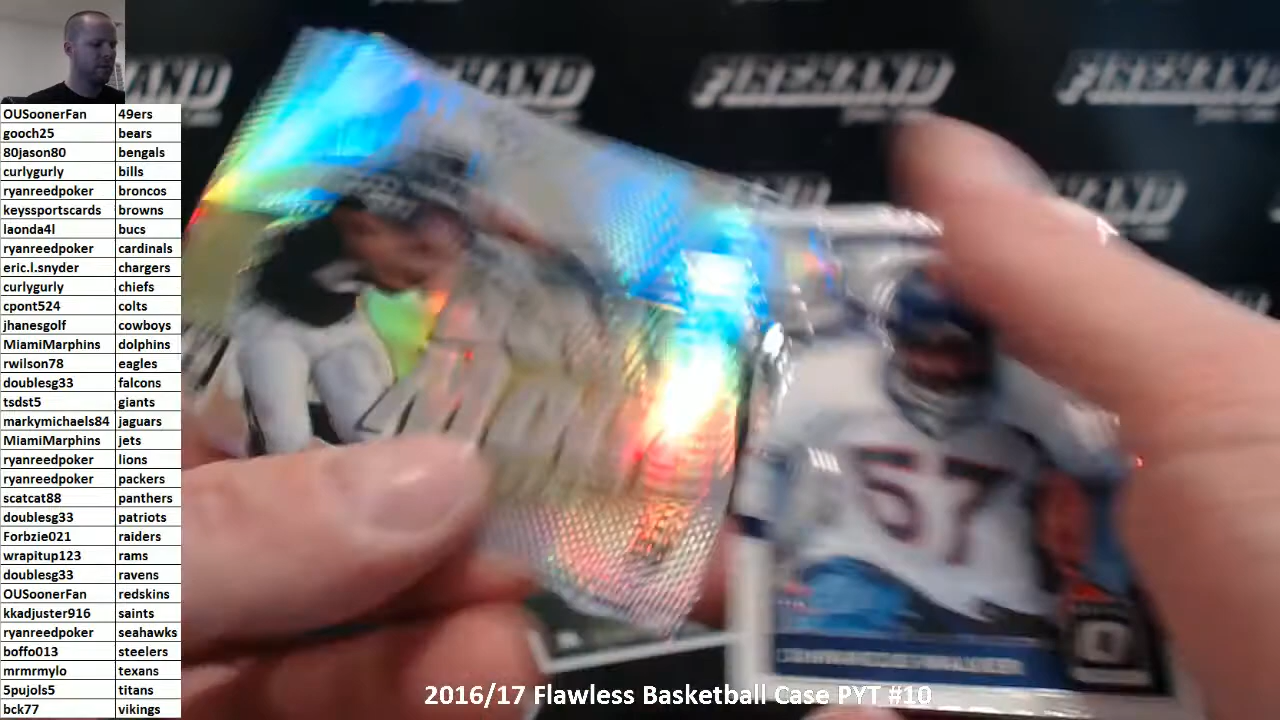 FIREHAND
FIREHAND
FIREHAND
OUSoonerFan 49ers
gooch25 bears
80jason80 bengals
curlygurly bills
ryanreedpoker broncos
keyssportscards browns
laonda4l bucs
ryanreedpoker cardinals
eric.l.snyder chargers
curlygurly chiefs
cpont524 colts
jhanesgolf cowboys
MiamiMarphins dolphins
rwilson78 eagles
doublesg33 falcons
tsdst5 giants
markymichaels84 jaguars
MiamiMarphins jets
ryanreedpoker lions
ryanreedpoker packers
scatcat88 panthers
doublesg33 patriots
Forbzie021 raiders
wrapitup123 rams
doublesg33 ravens
OUSoonerFan redskins
kkadjuster916 saints
ryanreedpoker seahawks
boffo013 steelers
mrmrmylo texans
5pujols5 titans
bck77 vikings
57
2016/17 Flawless Basketball Case PYT #10